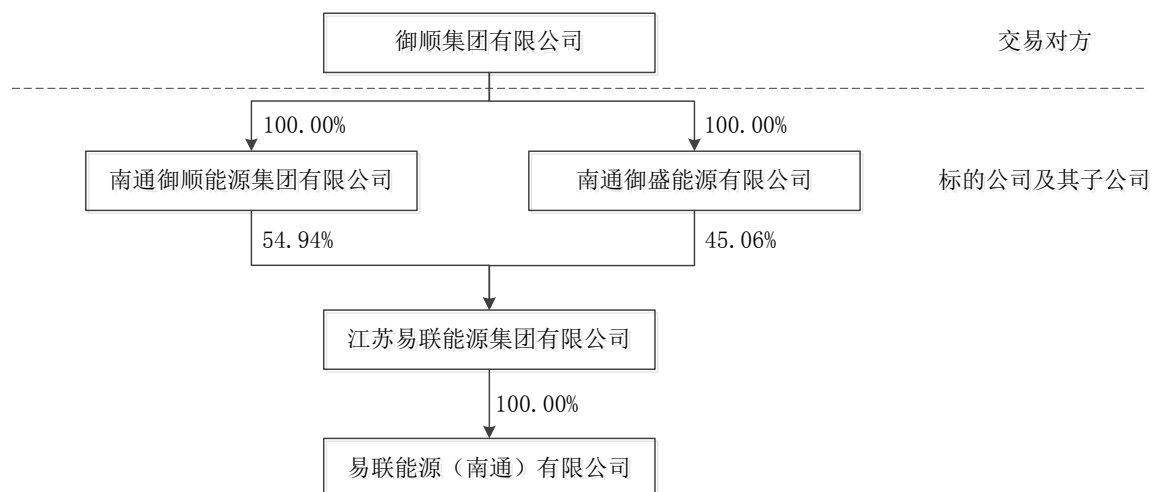 御顺集团有限公司
交易对方
100.00%
100.00%
南通御顺能源集团有限公司
南通御盛能源有限公司
标的公司及其子公司
54.94%
45.06%
江苏易联能源集团有限公司
100.00%
易联能源（南通）有限公司